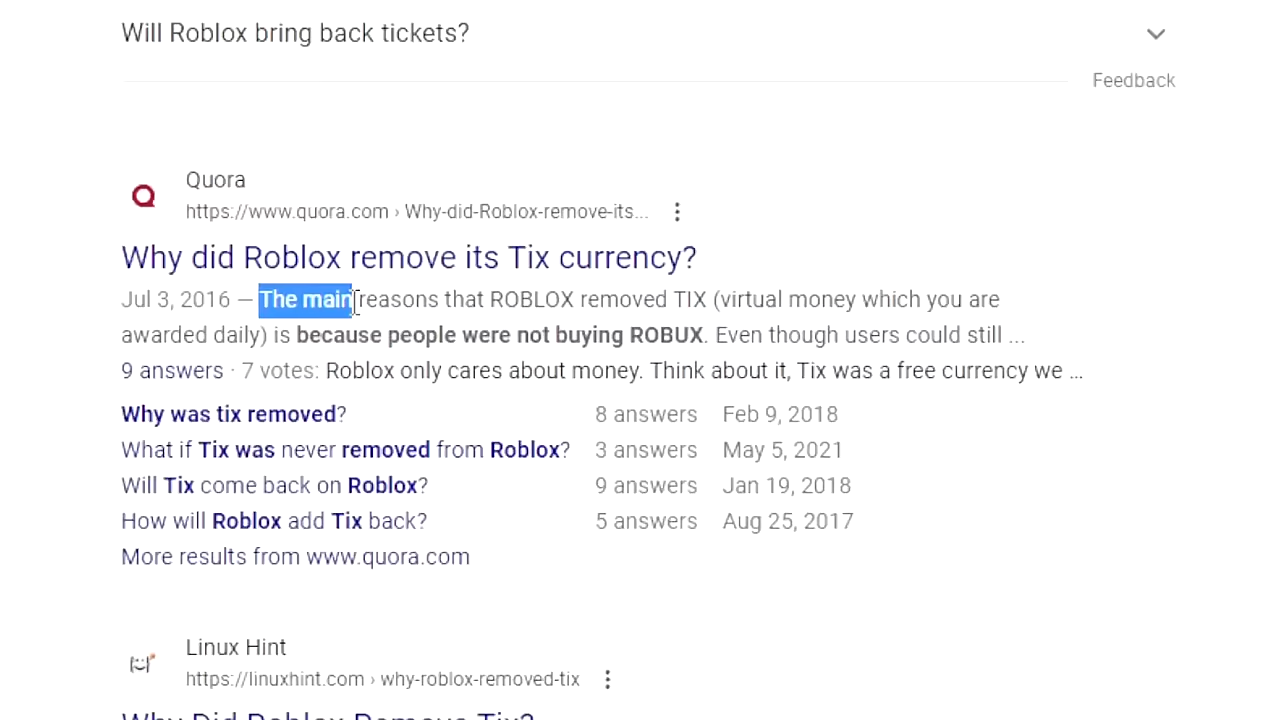 Will Roblox bring back tickets?
Feedback
Quora
https://www.quora.com › Why-did-Roblox-remove-its...
Why did Roblox remove its Tix currency?
Jul 3, 2016 — The main reasons that ROBLOX removed TIX (virtual money which you are
awarded daily) is because people were not buying ROBUX. Even though users could still ...
9 answers · 7 votes: Roblox only cares about money. Think about it, Tix was a free currency we ...
Why was tix removed? 8 answers Feb 9, 2018
What if Tix was never removed from Roblox? 3 answers May 5, 2021
Will Tix come back on Roblox? 9 answers Jan 19, 2018
How will Roblox add Tix back? 5 answers Aug 25, 2017
More results from www.quora.com
Linux Hint
https://linuxhint.com › why-roblox-removed-tix
Why Did Roblox Remove Tix?